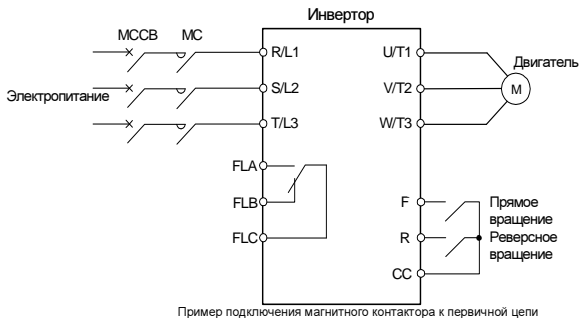 Инвертор
MCCB MC
R/L1 U/T1
Двигатель
Электропитание
S/L2 V/T2 M
T/L3 W/T3
FLA
FLB F Прямое
вращение
FLC R Реверсное
вращение
CC
Пример подключения магнитного контактора к первичной цепи